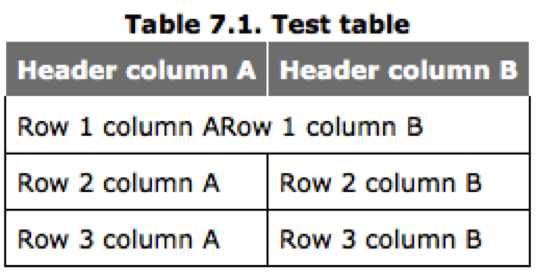 Table 7.1. Test table
Header column A Header column B
Row 1 column ARow 1 column B
Row 2 column A Row 2 column B
Row 3 column A Row 3 column B